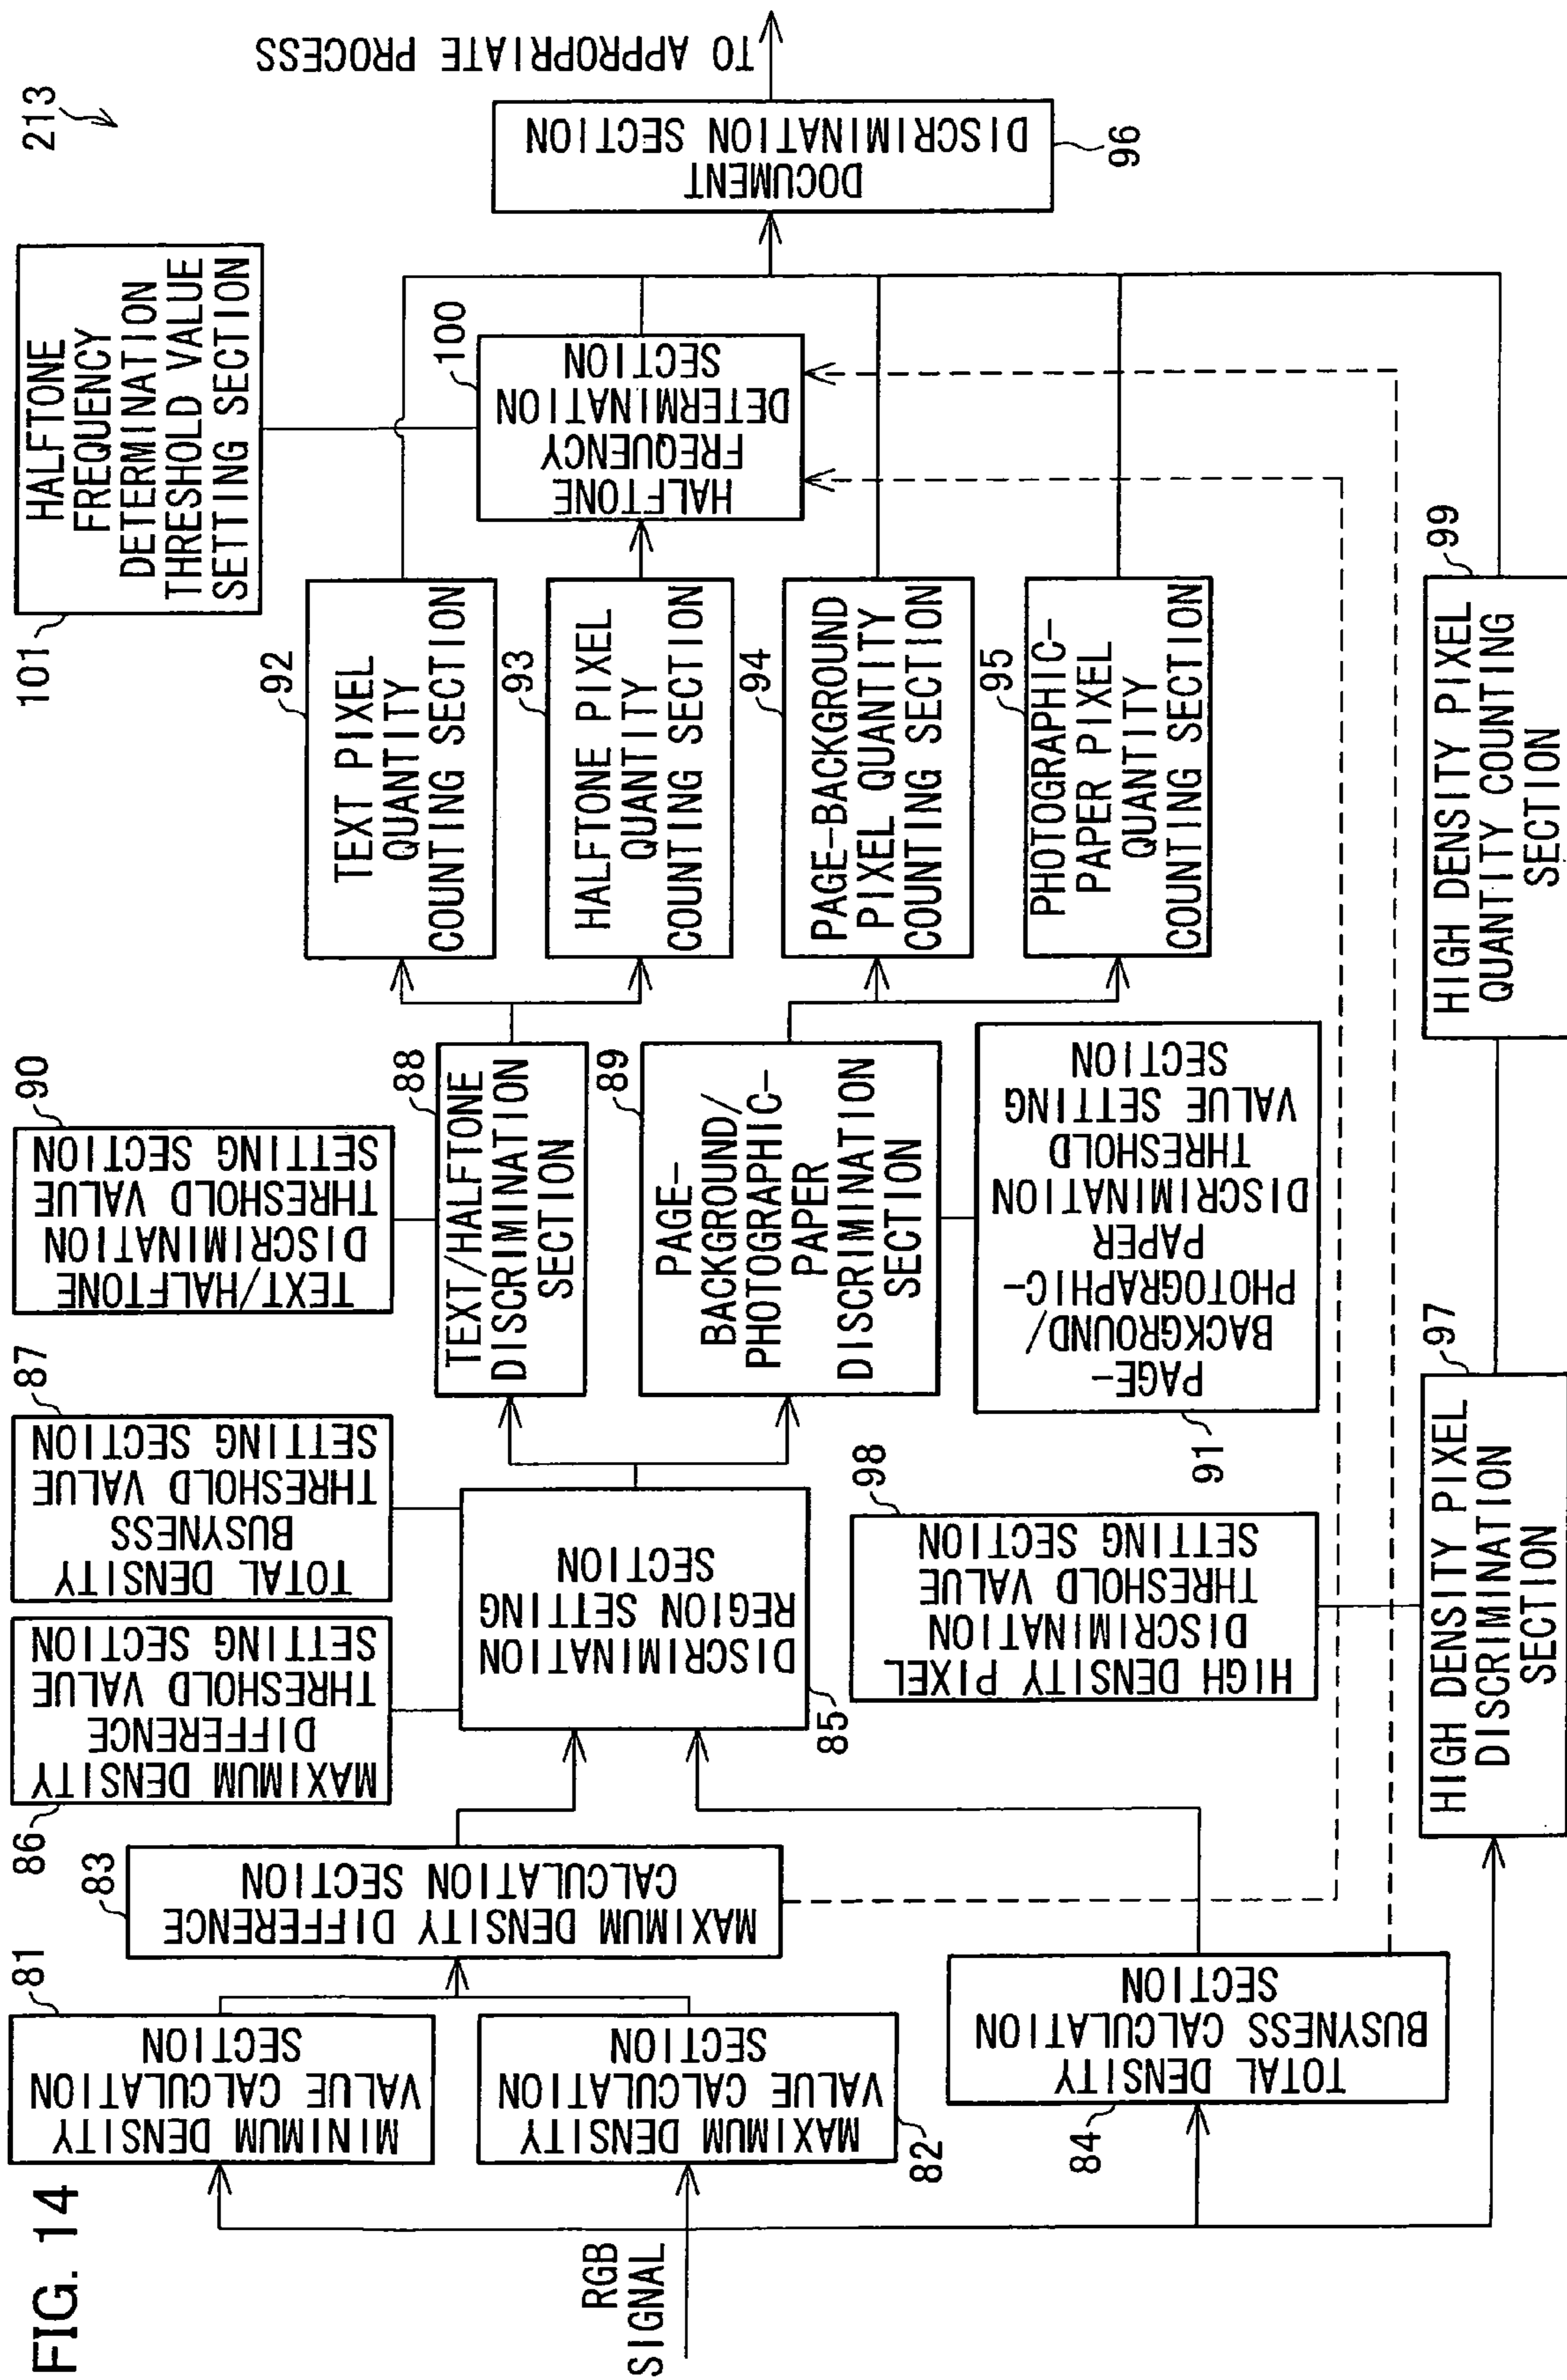 FIG. 14
213
RGB
SIGNAL
MINIMUM DENSITY
VALUE CALCULATION
SECTION
81
MAXIMUM DENSITY
VALUE CALCULATION
SECTION
82
MAXIMUM DENSITY DIFFERENCE
CALCULATION SECTION
83
TOTAL DENSITY
BUSYNESS CALCULATION
SECTION
84
DISCRIMINATION
REGION SETTING
SECTION
85
MAXIMUM DENSITY
DIFFERENCE
THRESHOLD VALUE
SETTING SECTION
86
TOTAL DENSITY
BUSYNESS
THRESHOLD VALUE
SETTING SECTION
87
TEXT/HALFTONE
DISCRIMINATION
SECTION
88
PAGE-
BACKGROUND/
PHOTOGRAPHIC-
PAPER
DISCRIMINATION
SECTION
89
TEXT/HALFTONE
DISCRIMINATION
THRESHOLD VALUE
SETTING SECTION
90
PAGE-
BACKGROUND/
PHOTOGRAPHIC-
PAPER
DISCRIMINATION
THRESHOLD
VALUE SETTING
SECTION
91
TEXT PIXEL
QUANTITY
COUNTING SECTION
92
HALFTONE PIXEL
QUANTITY
COUNTING SECTION
93
PAGE-BACKGROUND
PIXEL QUANTITY
COUNTING SECTION
94
PHOTOGRAPHIC-
PAPER PIXEL
QUANTITY
COUNTING SECTION
95
DOCUMENT
DISCRIMINATION SECTION
96
TO APPROPRIATE PROCESS
HIGH DENSITY PIXEL
DISCRIMINATION
SECTION
97
HIGH DENSITY PIXEL
DISCRIMINATION
THRESHOLD VALUE
SETTING SECTION
98
HIGH DENSITY PIXEL
QUANTITY COUNTING
SECTION
99
HALFTONE
FREQUENCY
DETERMINATION
SECTION
100
HALFTONE
FREQUENCY
DETERMINATION
THRESHOLD VALUE
SETTING SECTION
101